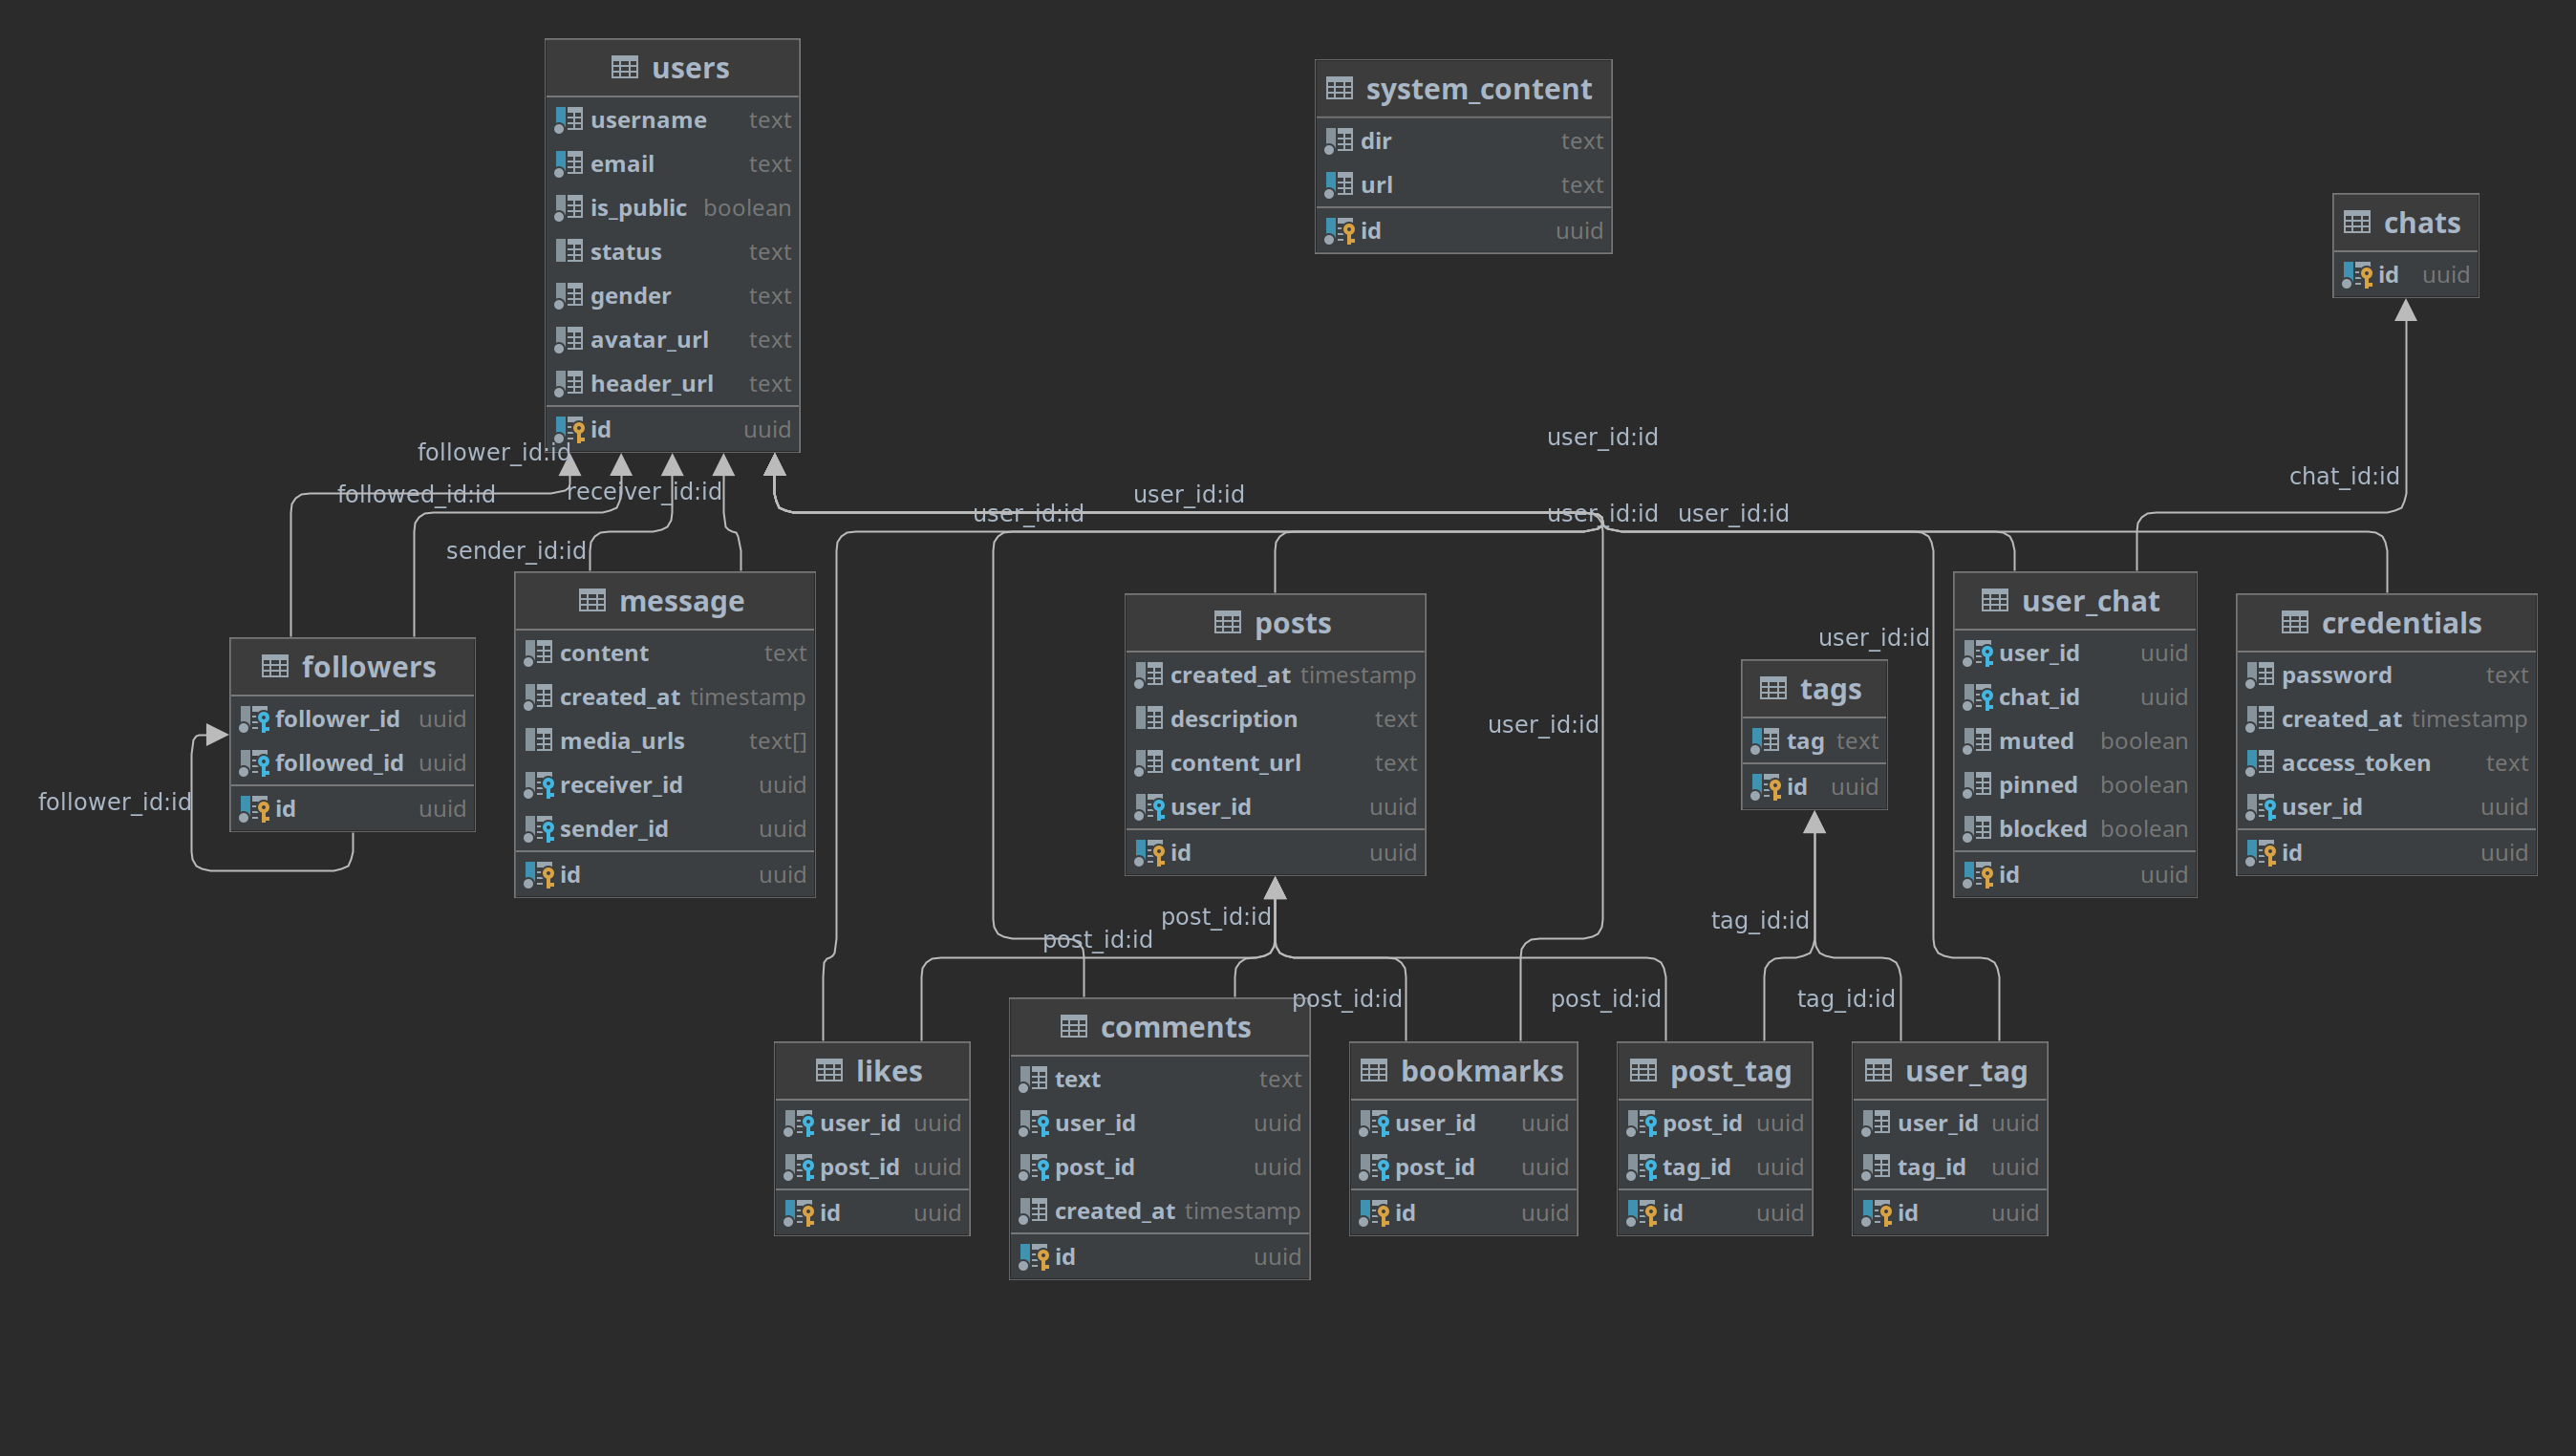 users
username text
email text
is_public boolean
status text
gender text
avatar_url text
header_url text
id uuid
system_content
dir text
url text
id uuid
chats
id uuid
follower_id:id
followed_id:id
receiver_id:id
sender_id:id
user_id:id
user_id:id
user_id:id
user_id:id
user_id:id
chat_id:id
followers
follower_id uuid
followed_id uuid
id uuid
follower_id:id
message
content text
created_at timestamp
media_urls text[]
receiver_id uuid
sender_id uuid
id uuid
posts
created_at timestamp
description text
content_url text
user_id uuid
id uuid
user_id:id
user_id:id
tags
tag text
id uuid
user_chat
user_id uuid
chat_id uuid
muted boolean
pinned boolean
blocked boolean
id uuid
credentials
password text
created_at timestamp
access_token text
user_id uuid
id uuid
post_id:id
post_id:id
post_id:id
post_id:id
tag_id:id
tag_id:id
likes
user_id uuid
post_id uuid
id uuid
comments
text text
user_id uuid
post_id uuid
created_at timestamp
id uuid
bookmarks
user_id uuid
post_id uuid
id uuid
post_tag
post_id uuid
tag_id uuid
id uuid
user_tag
user_id uuid
tag_id uuid
id uuid